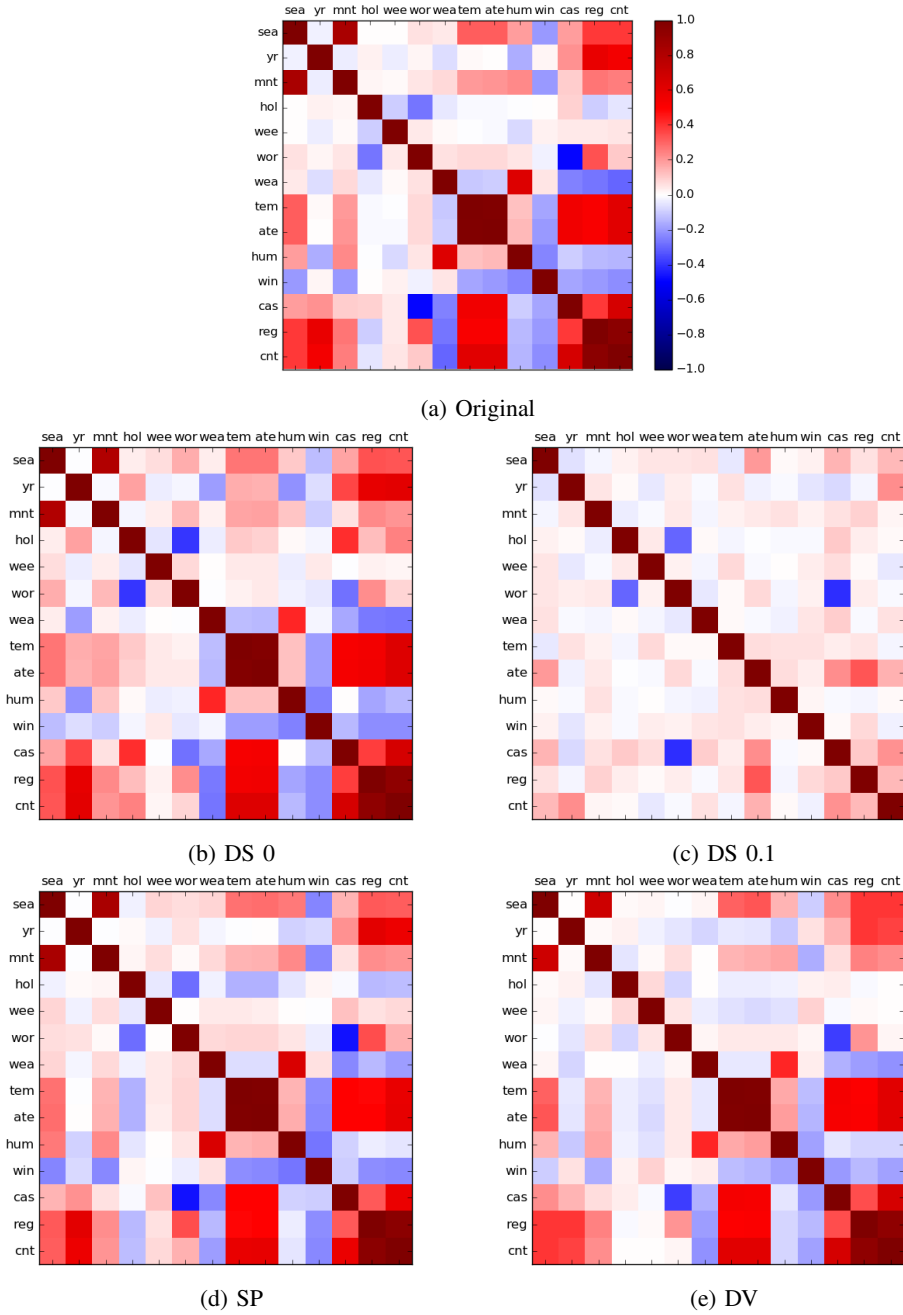 sea yr mnt hol wee wor wea tem ate hum win cas reg cnt
sea
yr
mnt
hol
wee
wor
wea
tem
ate
hum
win
cas
reg
cnt
1.0
0.8
0.6
0.4
0.2
0.0
−0.2
−0.4
−0.6
−0.8
−1.0
(a) Original
sea yr mnt hol wee wor wea tem ate hum win cas reg cnt
sea
yr
mnt
hol
wee
wor
wea
tem
ate
hum
win
cas
reg
cnt
(b) DS 0
sea yr mnt hol wee wor wea tem ate hum win cas reg cnt
sea
yr
mnt
hol
wee
wor
wea
tem
ate
hum
win
cas
reg
cnt
(c) DS 0.1
sea yr mnt hol wee wor wea tem ate hum win cas reg cnt
sea
yr
mnt
hol
wee
wor
wea
tem
ate
hum
win
cas
reg
cnt
(d) SP
sea yr mnt hol wee wor wea tem ate hum win cas reg cnt
sea
yr
mnt
hol
wee
wor
wea
tem
ate
hum
win
cas
reg
cnt
(e) DV